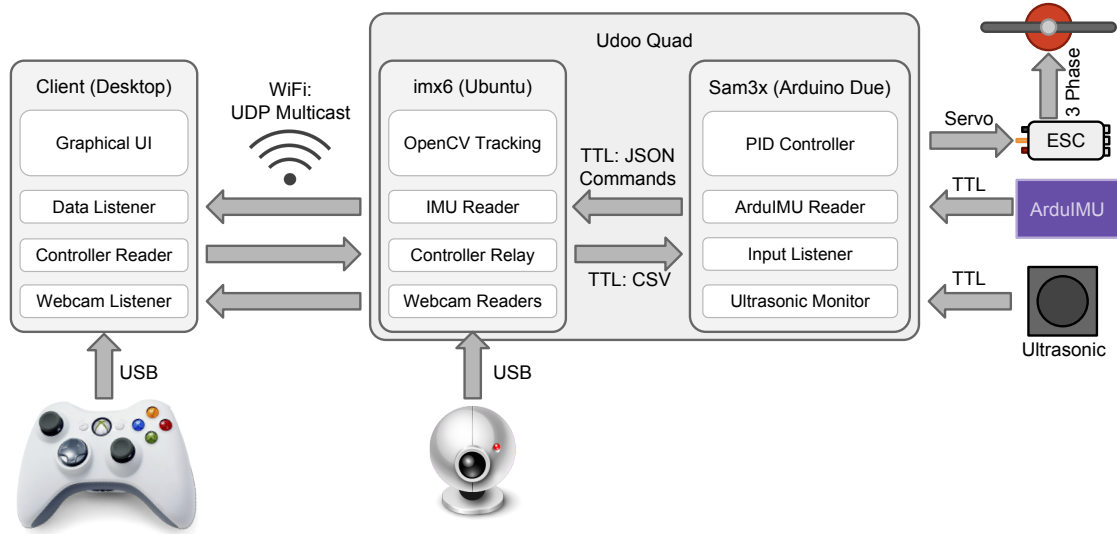 Udoo Quad
Client (Desktop)
Graphical UI
Data Listener
Controller Reader
Webcam Listener
USB
WiFi:
UDP Multicast
imx6 (Ubuntu)
OpenCV Tracking
IMU Reader
Controller Relay
Webcam Readers
USB
TTL: JSON
Commands
TTL: CSV
Sam3x (Arduino Due)
PID Controller
ArduIMU Reader
Input Listener
Ultrasonic Monitor
3 Phase
Servo
ESC
TTL
ArduIMU
TTL
Ultrasonic